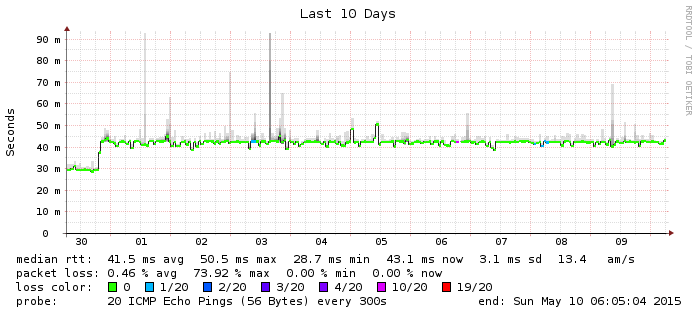 Last 10 Days
RRDTOOL / TOBI OETIKER
Seconds
90 m
80 m
70 m
60 m
50 m
40 m
30 m
20 m
10 m
0
30 01 02 03 04 05 06 07 08 09
median rtt: 41.5 ms avg 50.5 ms max 28.7 ms min 43.1 ms now 3.1 ms sd 13.4 am/s
packet loss: 0.46 % avg 73.92 % max 0.00 % min 0.00 % now
loss color: 0 1/20 2/20 3/20 4/20 10/20 19/20
probe: 20 ICMP Echo Pings (56 Bytes) every 300s end: Sun May 10 06:05:04 2015